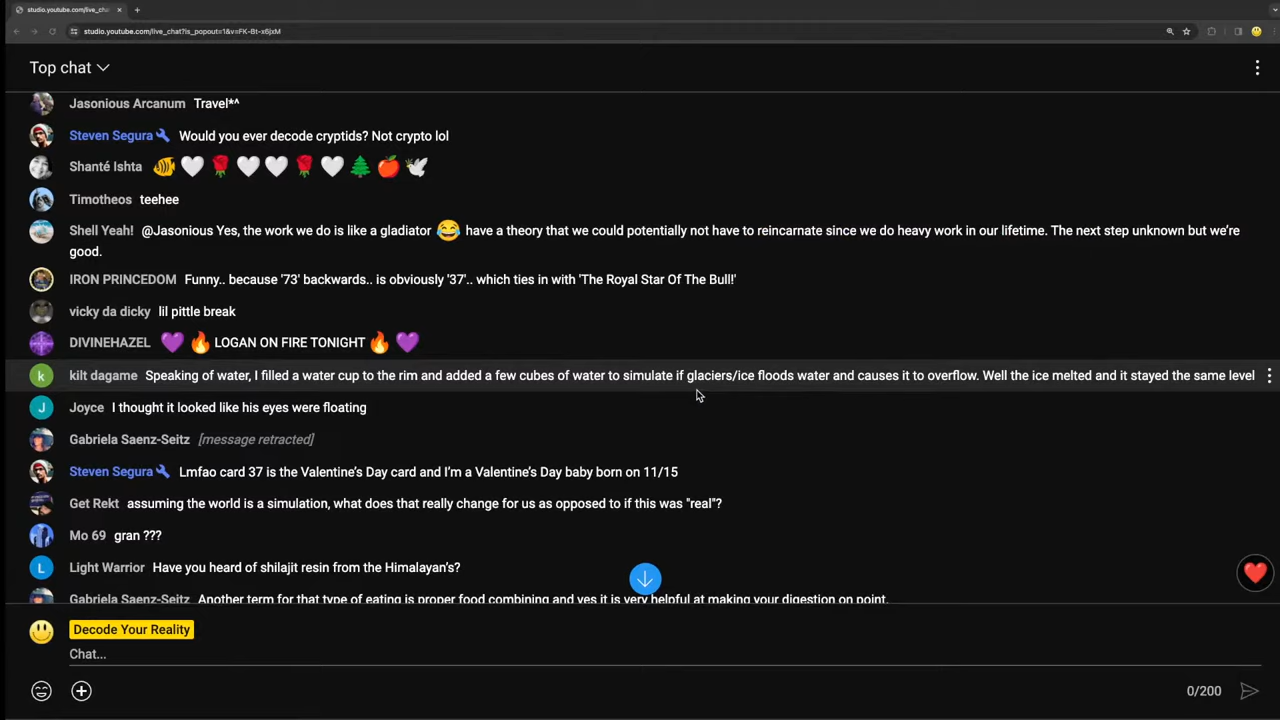 studio.youtube.com/live_cha
studio.youtube.com/live_chat?is_popout=1&v=FK-Bt-x6jxM
Top chat
Jasonious Arcanum Travel*^
Steven Segura Would you ever decode cryptids? Not crypto lol
Shanté Ishta 🐠🤍🌹🤍🤍🌹🤍🌲🍎🕊️
Timotheos teehee
Shell Yeah! @Jasonious Yes, the work we do is like a gladiator 😂 have a theory that we could potentially not have to reincarnate since we do heavy work in our lifetime. The next step unknown but we're
good.
IRON PRINCEDOM Funny.. because '73' backwards.. is obviously '37'.. which ties in with 'The Royal Star Of The Bull!'
vicky da dicky lil pittle break
DIVINEHAZEL 💜🔥 LOGAN ON FIRE TONIGHT 🔥💜
k kilt dagame Speaking of water, I filled a water cup to the rim and added a few cubes of water to simulate if glaciers/ice floods water and causes it to overflow. Well the ice melted and it stayed the same level
J Joyce I thought it looked like his eyes were floating
Gabriela Saenz-Seitz [message retracted]
Steven Segura Lmfao card 37 is the Valentine's Day card and I'm a Valentine's Day baby born on 11/15
Get Rekt assuming the world is a simulation, what does that really change for us as opposed to if this was "real"?
Mo 69 gran ???
L Light Warrior Have you heard of shilajit resin from the Himalayan's?
Gabriela Saenz-Seitz Another term for that type of eating is proper food combining and yes it is very helpful at making your digestion on point.
Decode Your Reality
Chat...
0/200